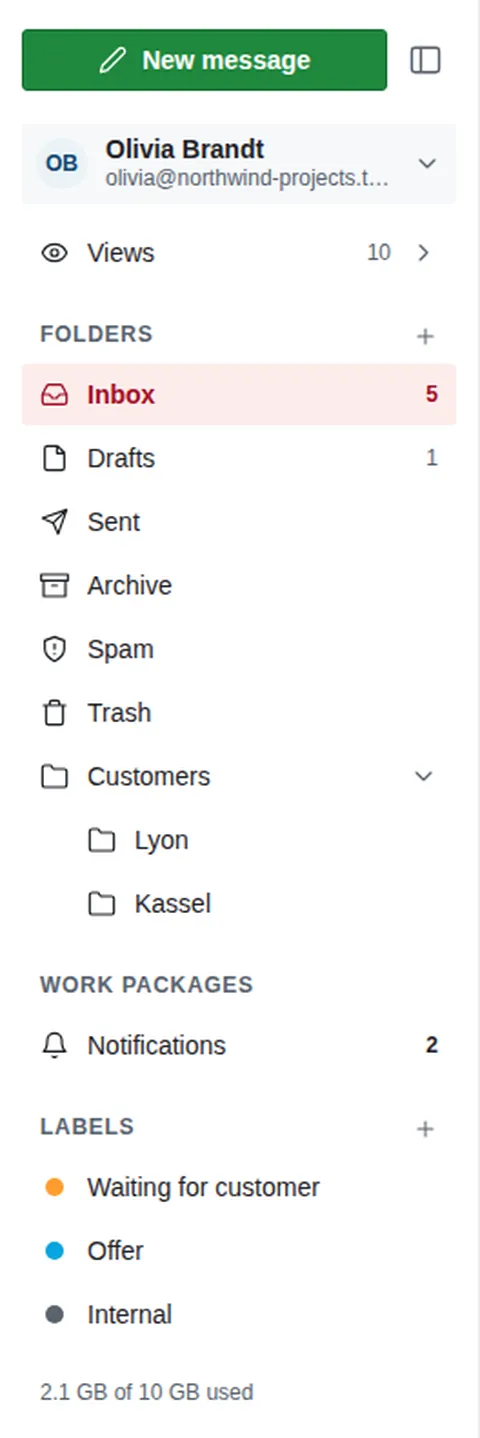 New message
OB
Olivia Brandt
olivia@northwind-projects.t...
Views 10
FOLDERS
Inbox 5
Drafts 1
Sent
Archive
Spam
Trash
Customers
Lyon
Kassel
WORK PACKAGES
Notifications 2
LABELS
Waiting for customer
Offer
Internal
2.1 GB of 10 GB used